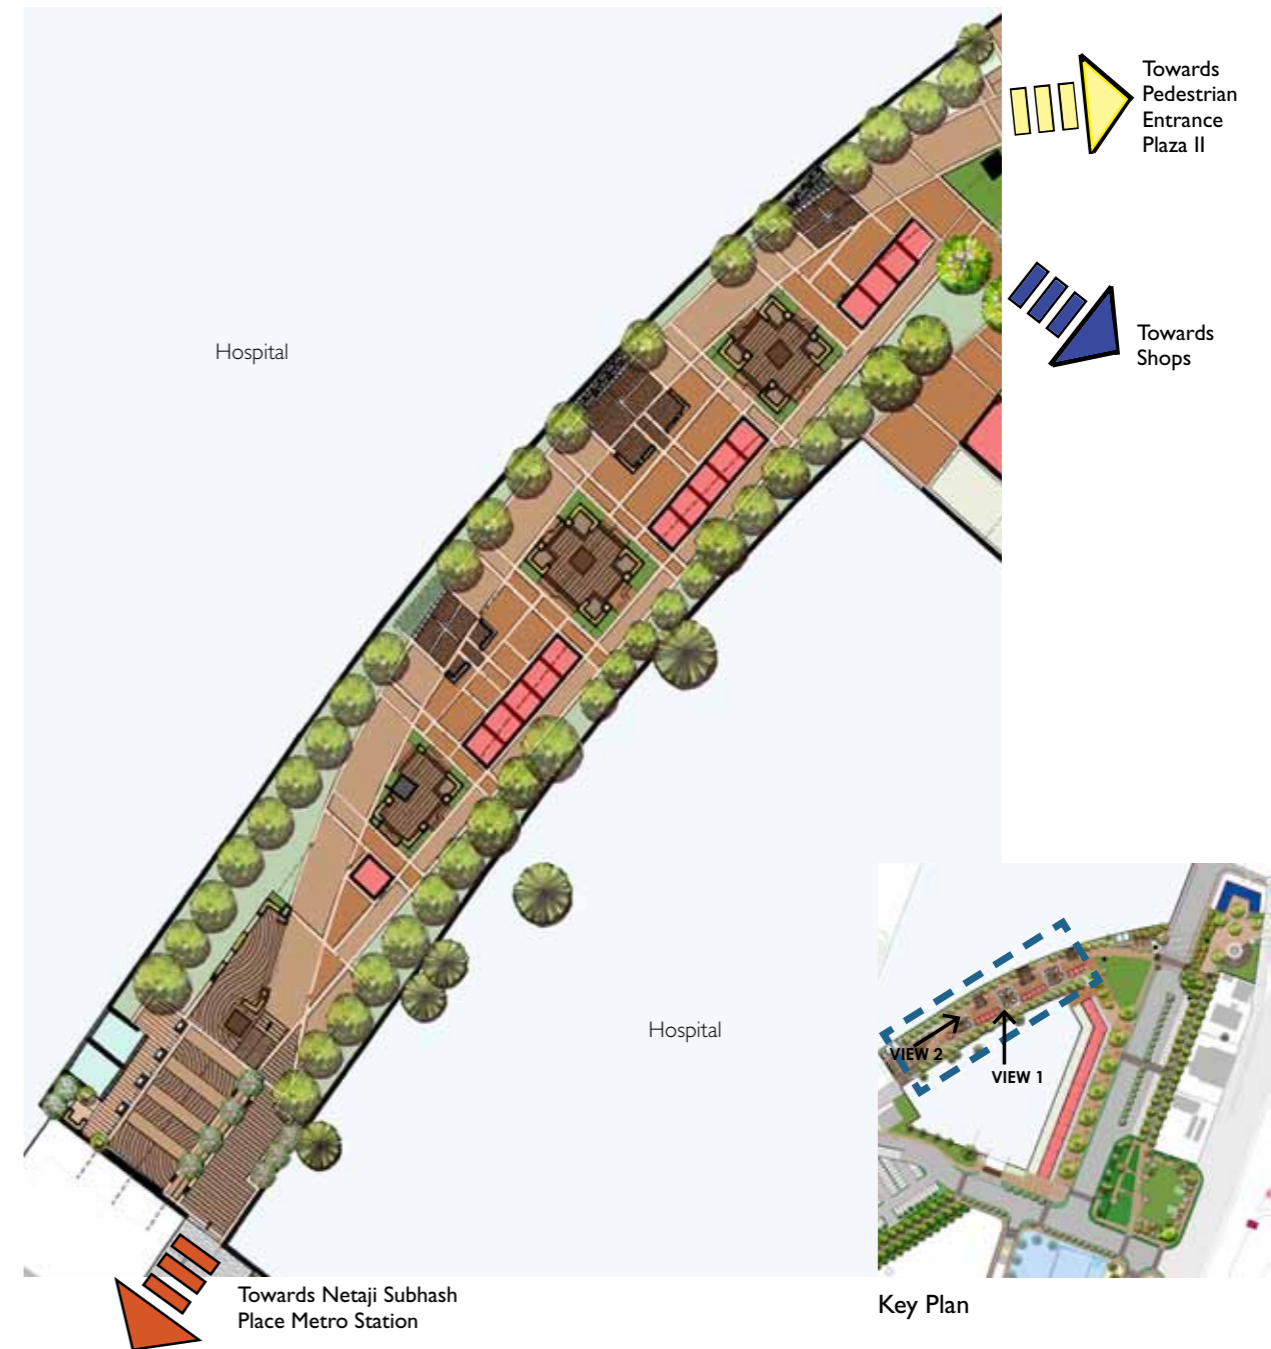 Towards
Pedestrian
Entrance
Plaza II
Towards
Shops
Hospital
Hospital
VIEW 2
VIEW 1
Towards Netaji Subhash
Place Metro Station
Key Plan